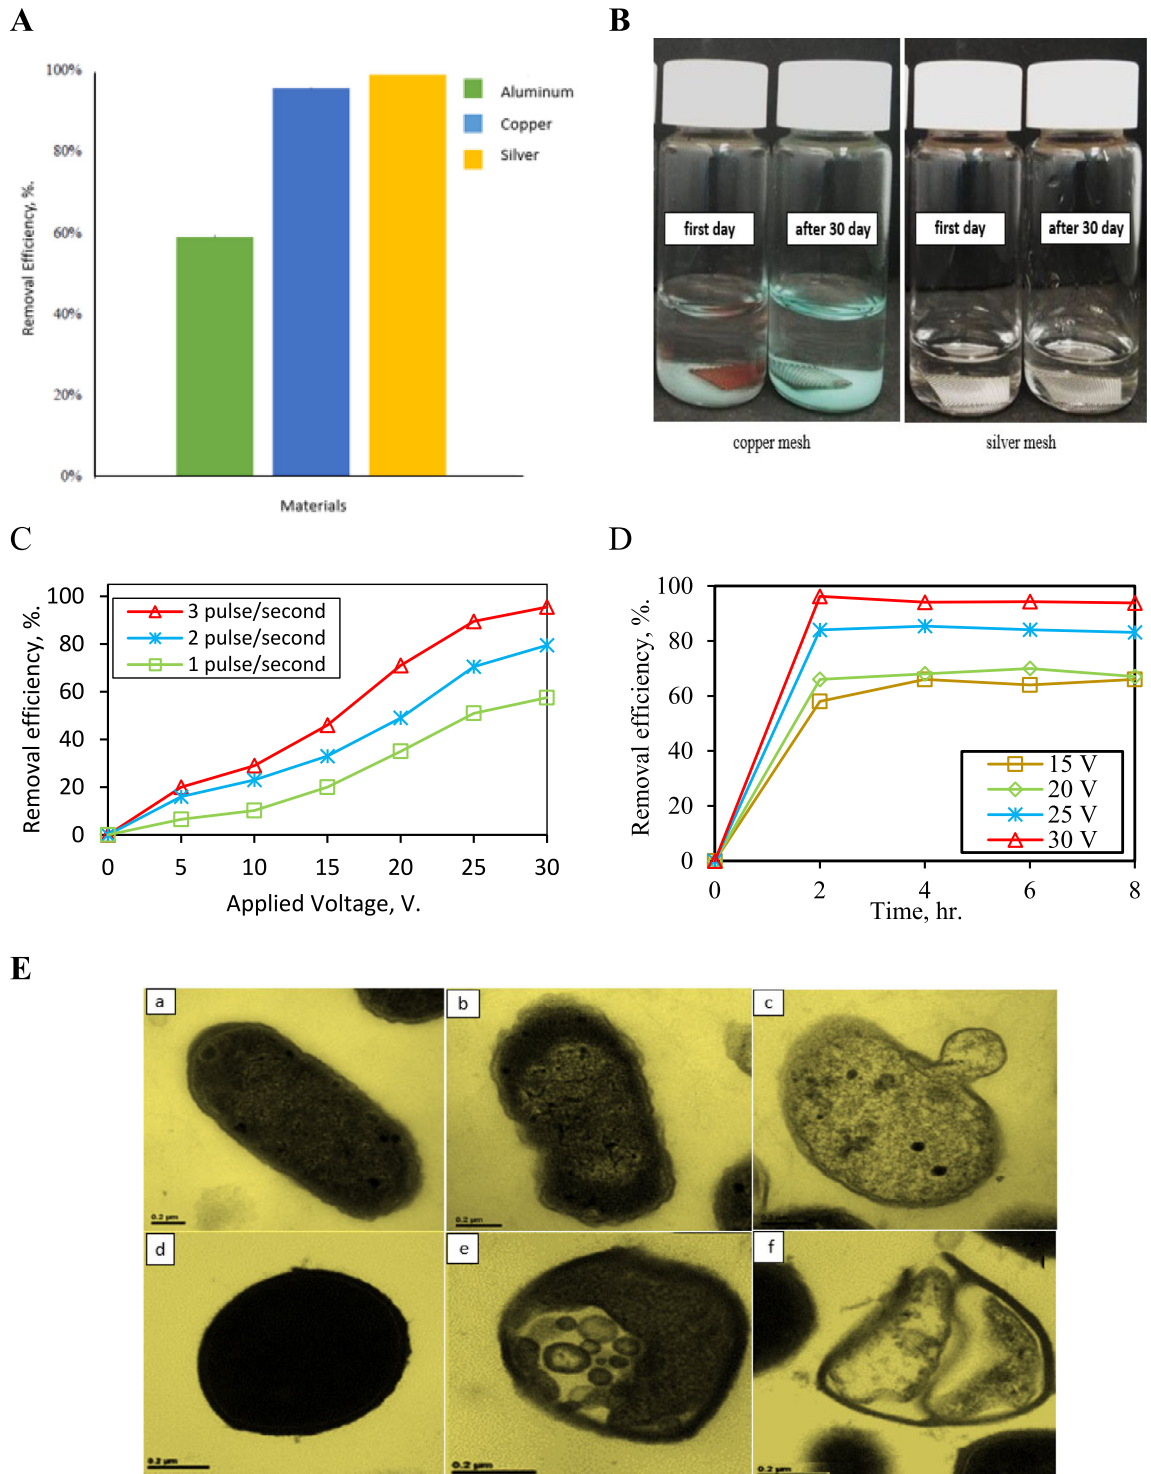 A
100%
80%
60%
40%
20%
0%
Removal Efficiency, %.
Materials
Aluminum
Copper
Silver
B
first day
after 30 day
first day
after 30 day
copper mesh
silver mesh
C
100
80
60
40
20
0
Removal efficiency, %.
3 pulse/second
2 pulse/second
1 pulse/second
0 5 10 15 20 25 30
Applied Voltage, V.
D
100
80
60
40
20
0
Removal efficiency, %.
15 V
20 V
25 V
30 V
0 2 4 6 8
Time, hr.
E
a
0.2 µm
b
0.2 µm
c
d
0.2 µm
e
0.2 µm
f
0.2 µm